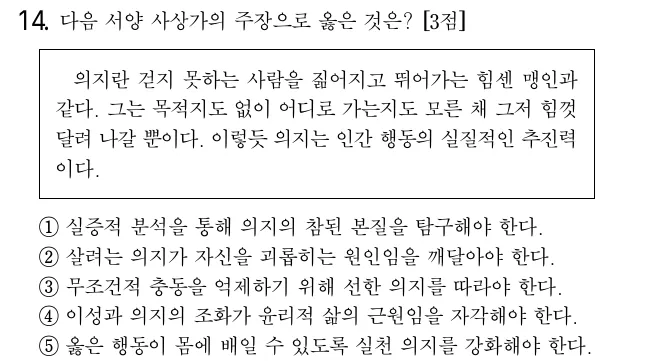 14. 다음 서양 사상가의 주장으로 옳은 것은? [3점]
의지란 걷지 못하는 사람을 짊어지고 뛰어가는 힘센 맹인과
같다. 그는 목적지도 없이 어디로 가는지도 모른 채 그저 힘껏
달려 나갈 뿐이다. 이렇듯 의지는 인간 행동의 실질적인 추진력
이다.
① 실증적 분석을 통해 의지의 참된 본질을 탐구해야 한다.
② 살려는 의지가 자신을 괴롭히는 원인임을 깨달아야 한다.
③ 무조건적 충동을 억제하기 위해 선한 의지를 따라야 한다.
④ 이성과 의지의 조화가 윤리적 삶의 근원임을 자각해야 한다.
⑤ 옳은 행동이 몸에 배일 수 있도록 실천 의지를 강화해야 한다.